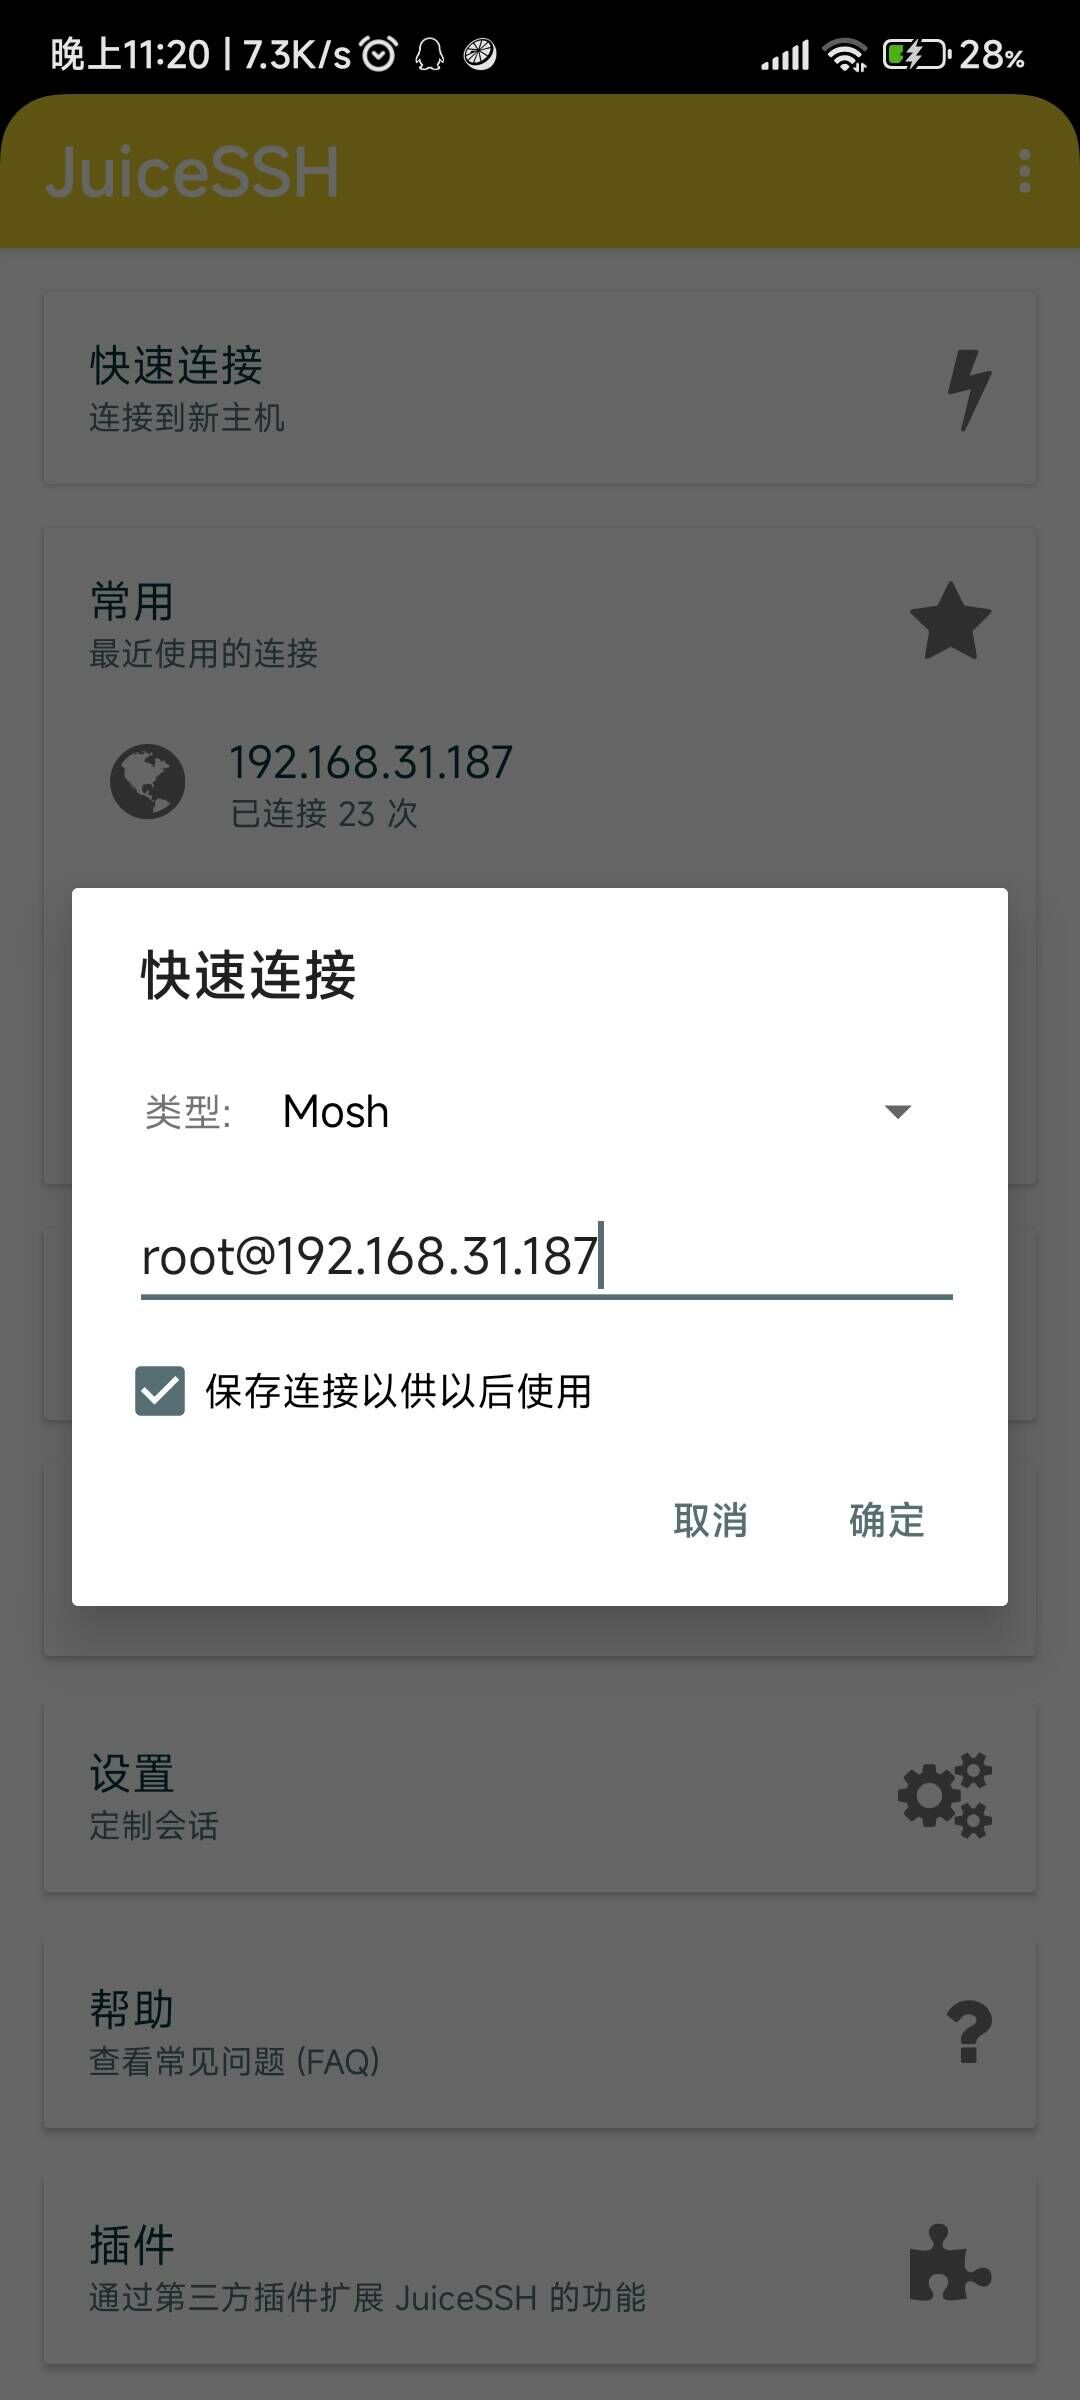 晚上11:20 | 7.3K/s
28%
JuiceSSH
快速连接
连接到新主机
常用
最近使用的连接
192.168.31.187
已连接 23 次
快速连接
类型: Mosh
root@192.168.31.187
保存连接以供以后使用
取消 确定
设置
定制会话
帮助
查看常见问题 (FAQ)
插件
通过第三方插件扩展 JuiceSSH 的功能